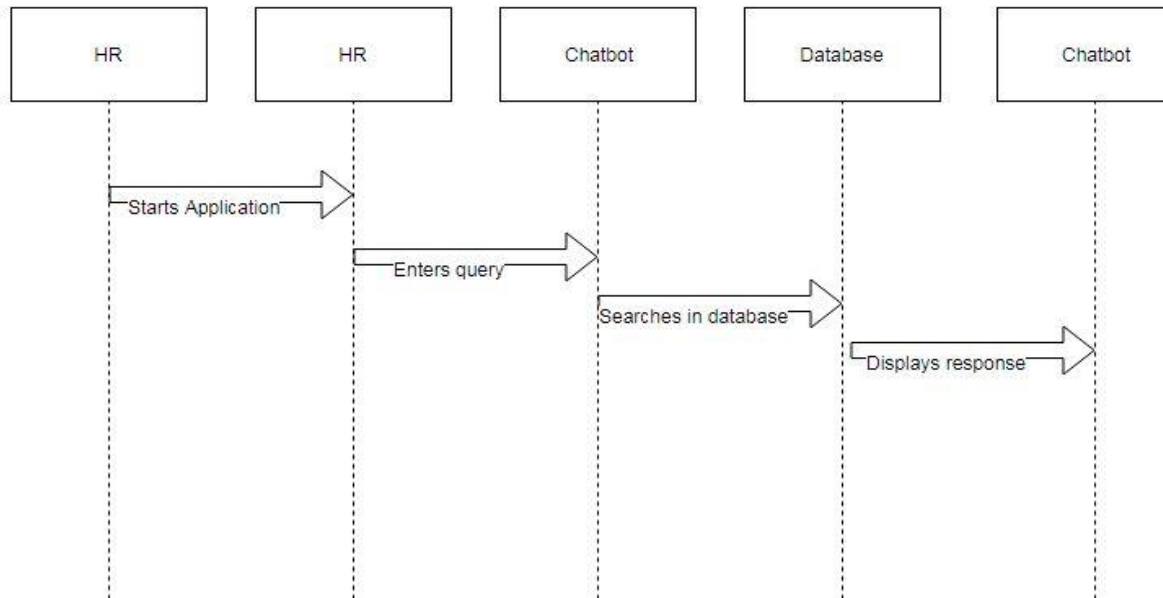 HR
HR
Chatbot
Database
Chatbot
Starts Application
Enters query
Searches in database
Displays response